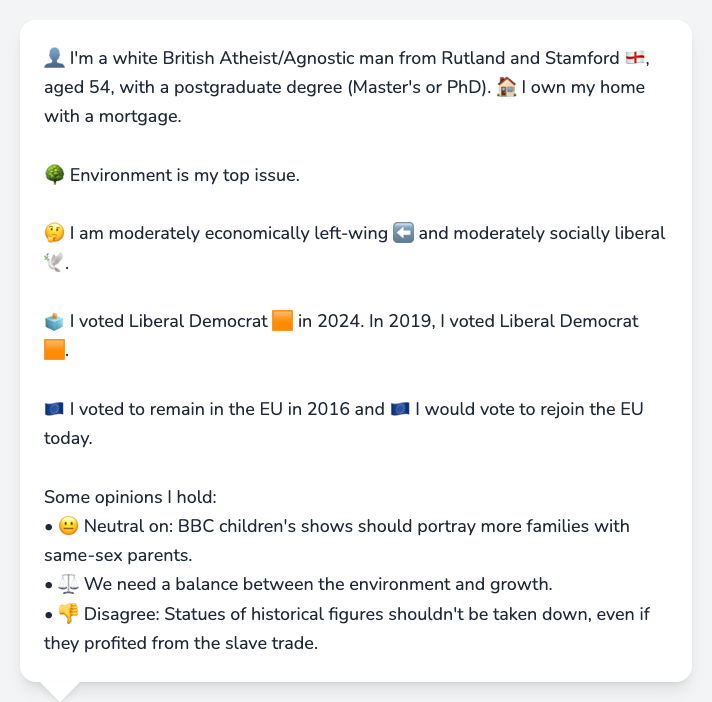 👤 I'm a white British Atheist/Agnostic man from Rutland and Stamford 🏴󠁧󠁢󠁥󠁮󠁧󠁿,
aged 54, with a postgraduate degree (Master's or PhD). 🏠 I own my home
with a mortgage.
🌳 Environment is my top issue.
🤔 I am moderately economically left-wing ⬅️ and moderately socially liberal
🕊️.
🗳️ I voted Liberal Democrat 🟧 in 2024. In 2019, I voted Liberal Democrat
🟧.
🇪🇺 I voted to remain in the EU in 2016 and 🇪🇺 I would vote to rejoin the EU
today.
Some opinions I hold:
• 😐 Neutral on: BBC children's shows should portray more families with
same-sex parents.
• ⚖️ We need a balance between the environment and growth.
• 👎 Disagree: Statues of historical figures shouldn't be taken down, even if
they profited from the slave trade.